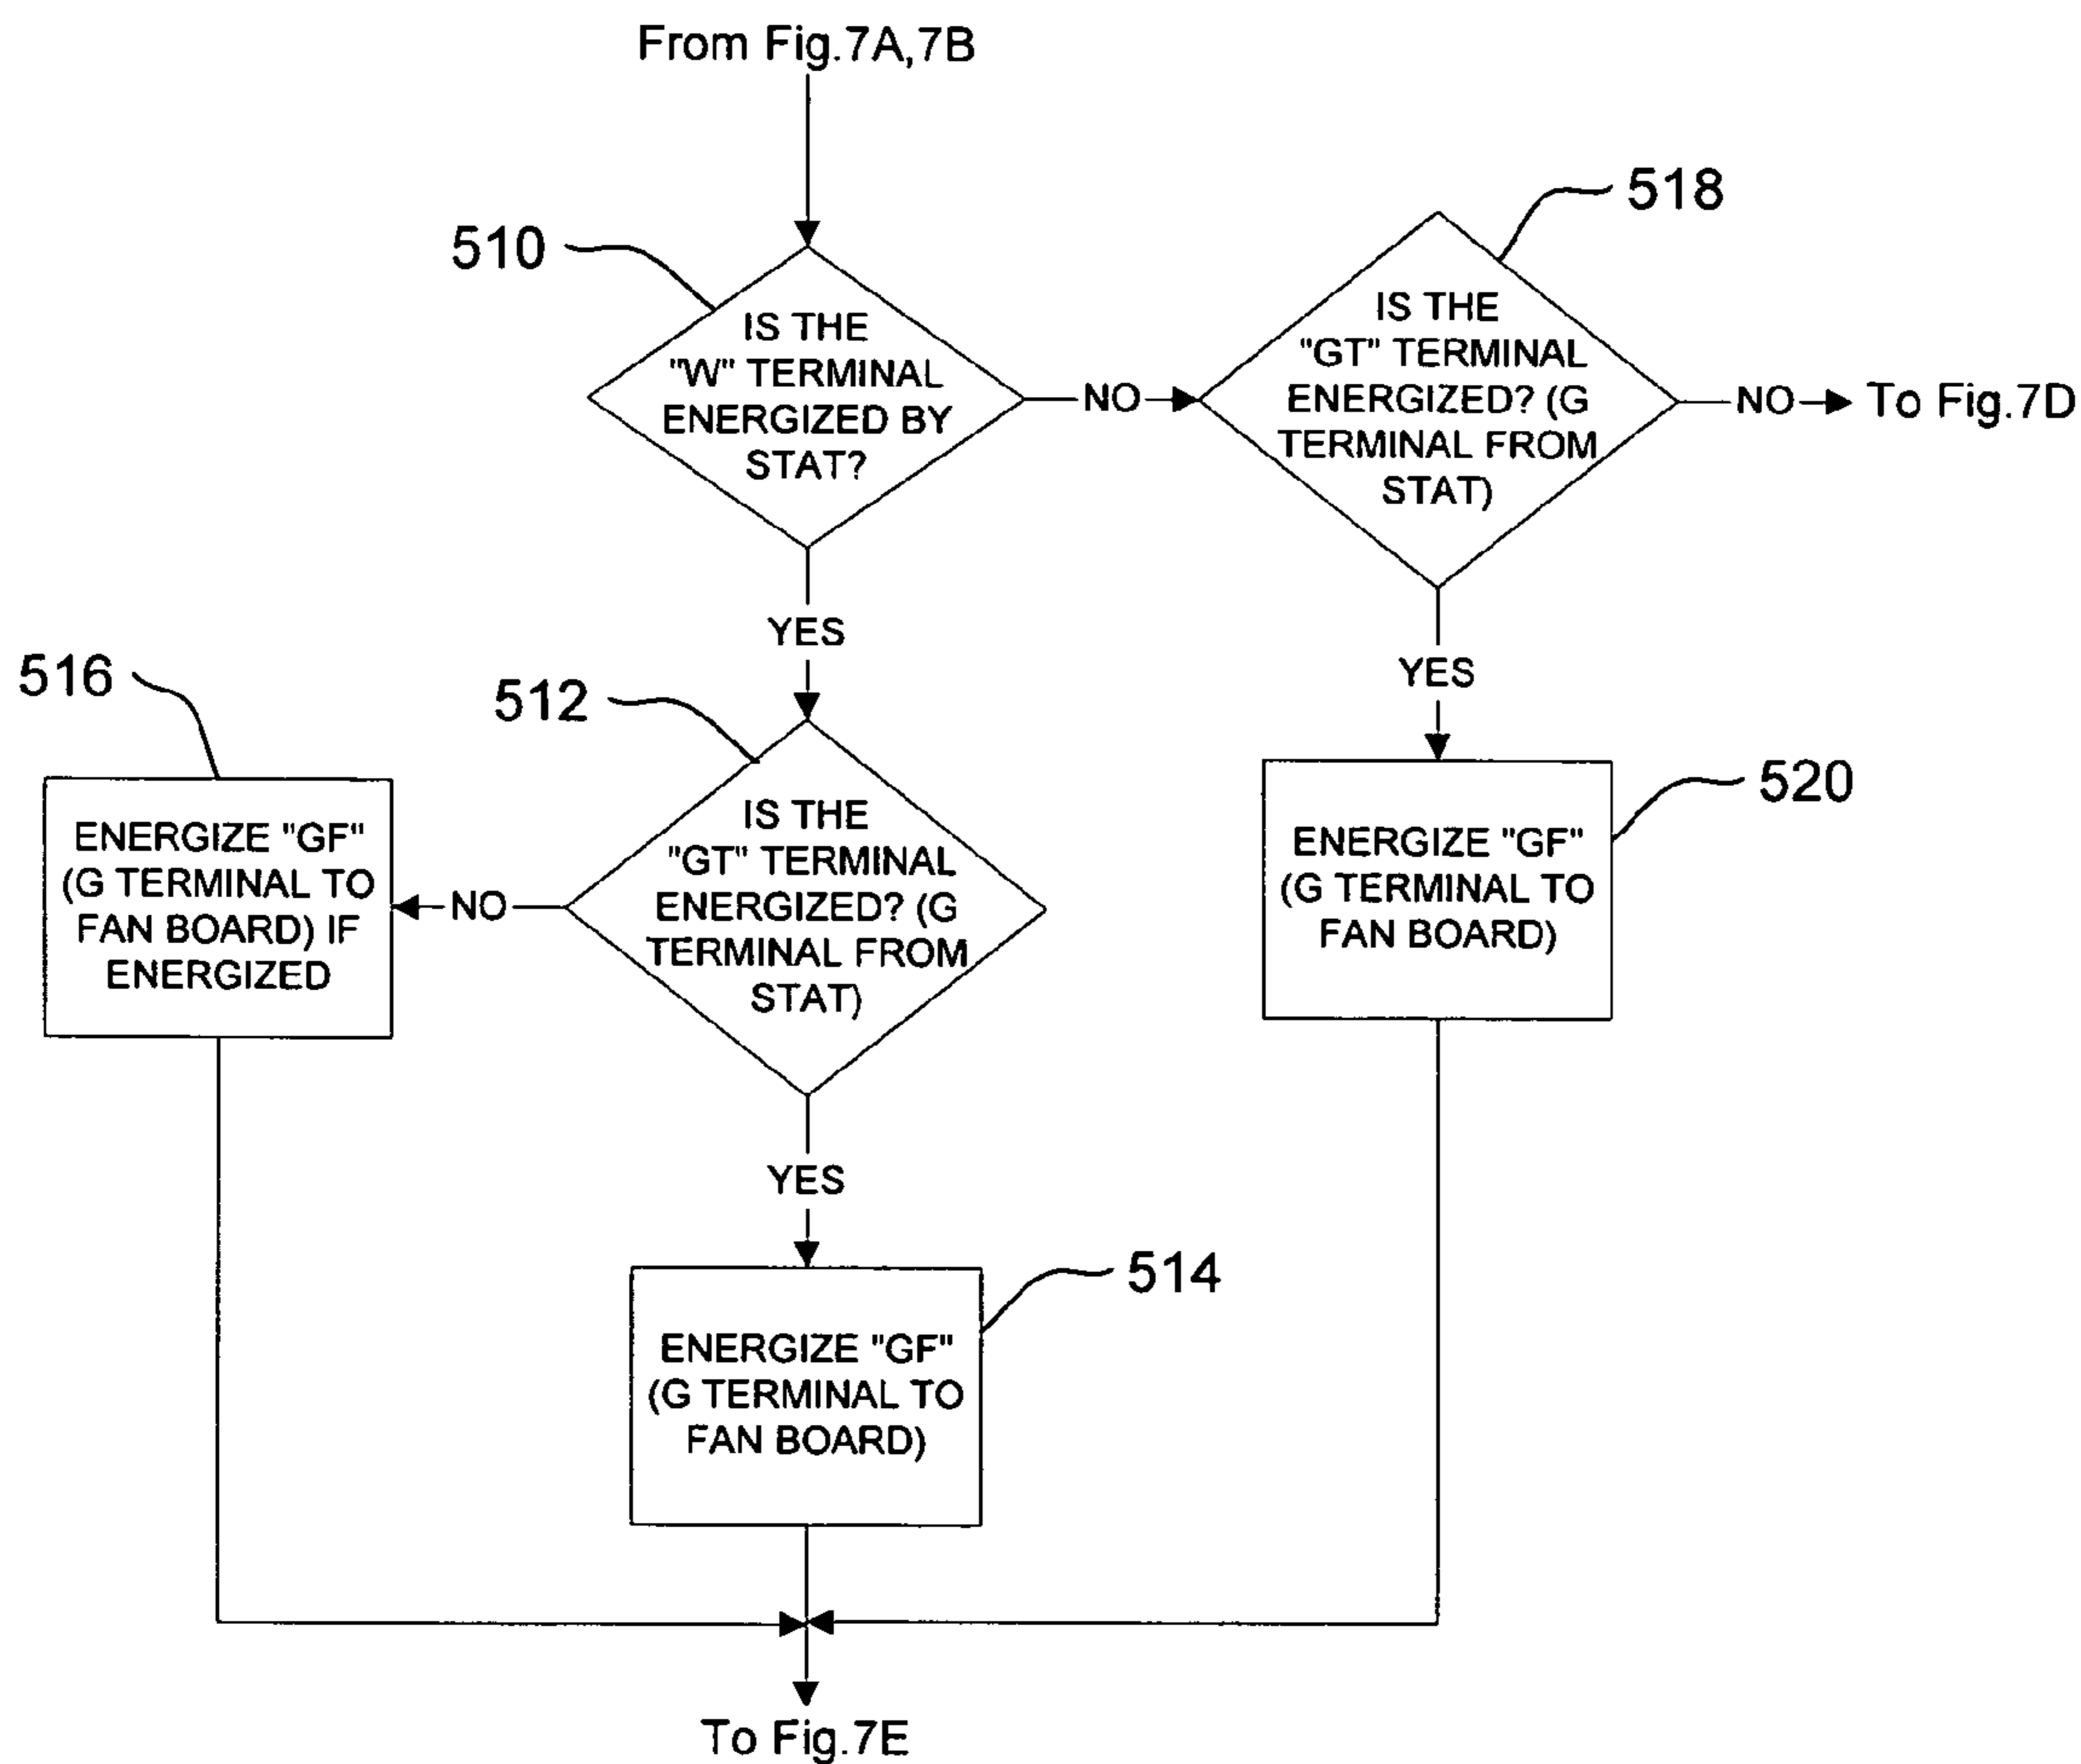 From Fig.7A,7B
510
IS THE
"W" TERMINAL
ENERGIZED BY
STAT?
NO
518
IS THE
"GT" TERMINAL
ENERGIZED? (G
TERMINAL FROM
STAT)
NO
To Fig.7D
YES
YES
516
ENERGIZE "GF"
(G TERMINAL TO
FAN BOARD) IF
ENERGIZED
NO
512
IS THE
"GT" TERMINAL
ENERGIZED? (G
TERMINAL FROM
STAT)
520
ENERGIZE "GF"
(G TERMINAL TO
FAN BOARD)
YES
514
ENERGIZE "GF"
(G TERMINAL TO
FAN BOARD)
To Fig.7E